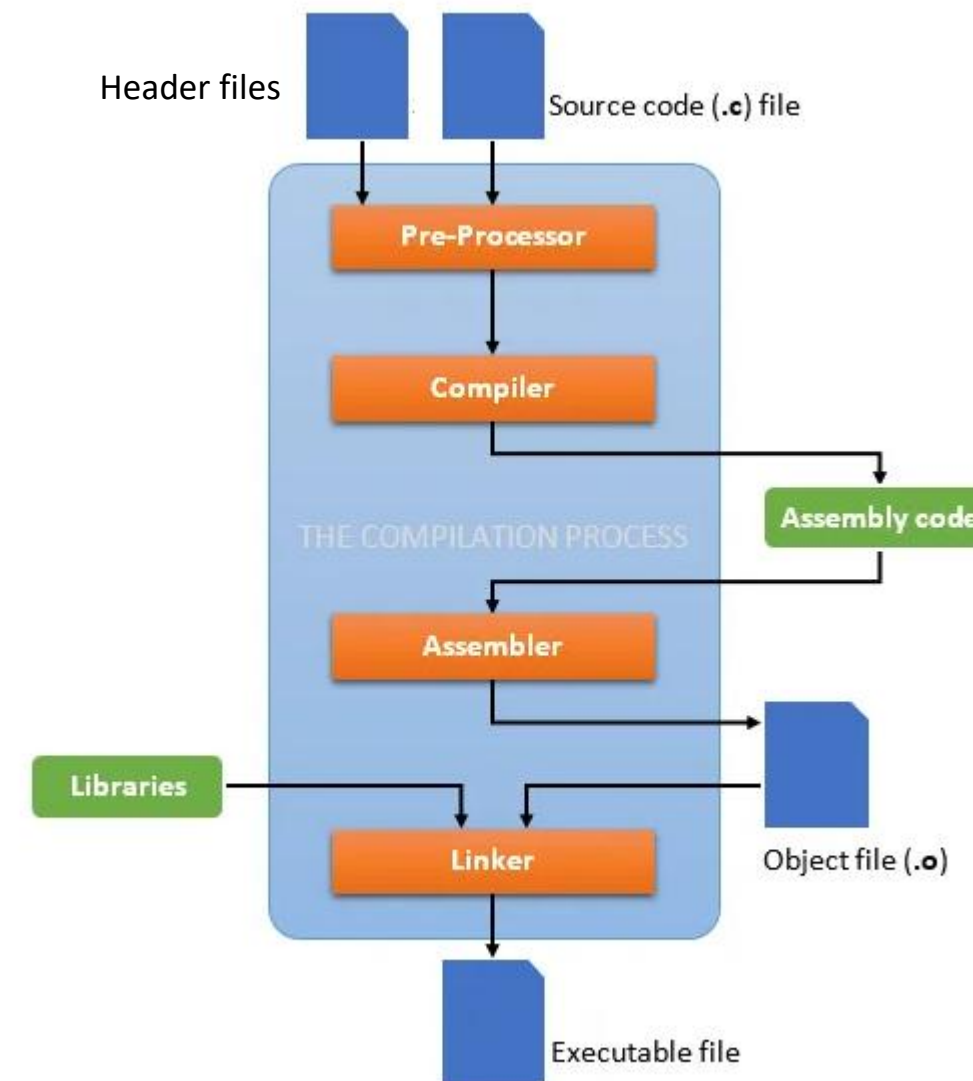 Header files
Source code (.c) file
Pre-Processor
Compiler
Assembly code
THE COMPILATION PROCESS
Assembler
Libraries
Linker
Object file (.o)
Executable file